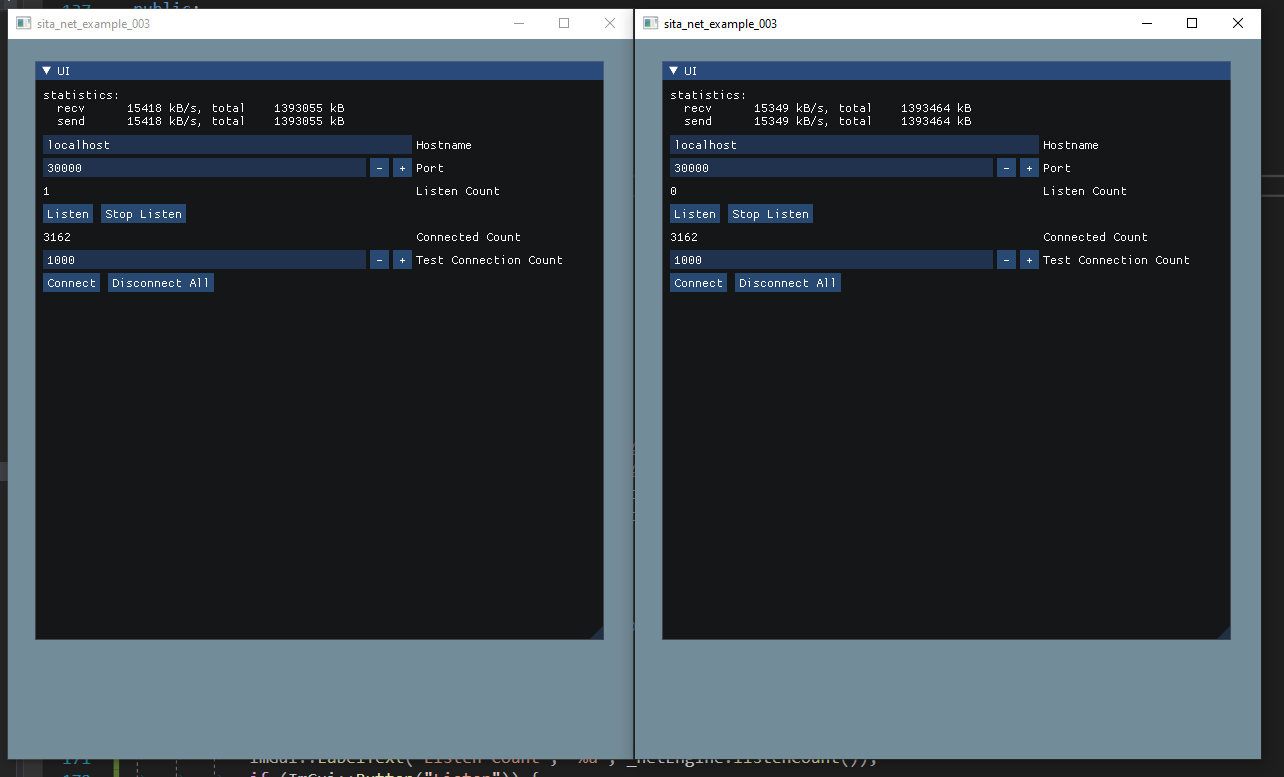 137 public:
sita_net_example_003
UI
statistics:
recv 15418 kB/s, total 1393055 kB
send 15418 kB/s, total 1393055 kB
localhost Hostname
30000 - + Port
1 Listen Count
Listen Stop Listen
3162 Connected Count
1000 - + Test Connection Count
Connect Disconnect All
sita_net_example_003
UI
statistics:
recv 15349 kB/s, total 1393464 kB
send 15349 kB/s, total 1393464 kB
localhost Hostname
30000 - + Port
0 Listen Count
Listen Stop Listen
3162 Connected Count
1000 - + Test Connection Count
Connect Disconnect All
171 ImGui::LabelText("Listen Count", "%d", _netEngine.listenCount());
if (ImGui::Button("Listen")) {